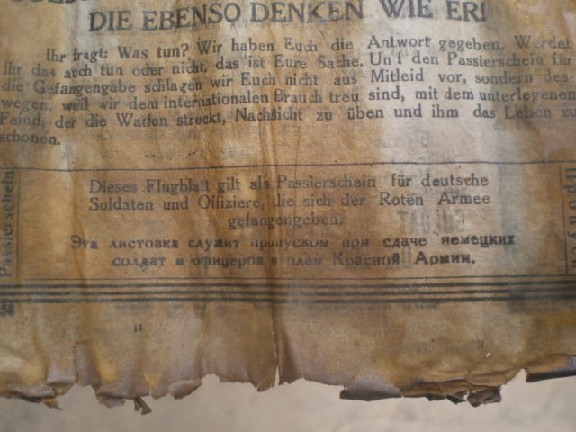 DIE EBENSO DENKEN WIE ER!
Ihr fragt: Was tun? Wir haben Euch die Antwort gegeben. Werdet
Ihr das auch tun oder nicht, das ist Eure Sache. Und den Passierschein für
die Gefangengabe schlagen wir Euch nicht aus Mitleid vor, sondern des-
wegen, weil wir dem internationalen Brauch treu sind, mit dem unterlegenen
Feind, der die Waffen streckt, Nachsicht zu üben und ihm das Leben zu
schonen.
Dieses Flugblatt gilt als Passierschein für deutsche
Soldaten und Offiziere, die sich der Roten Armee
gefangengeben.
Эта листовка служит пропуском при сдаче немецких
солдат и офицеров в плен Красной Армии.
Passierschein
Пропуск